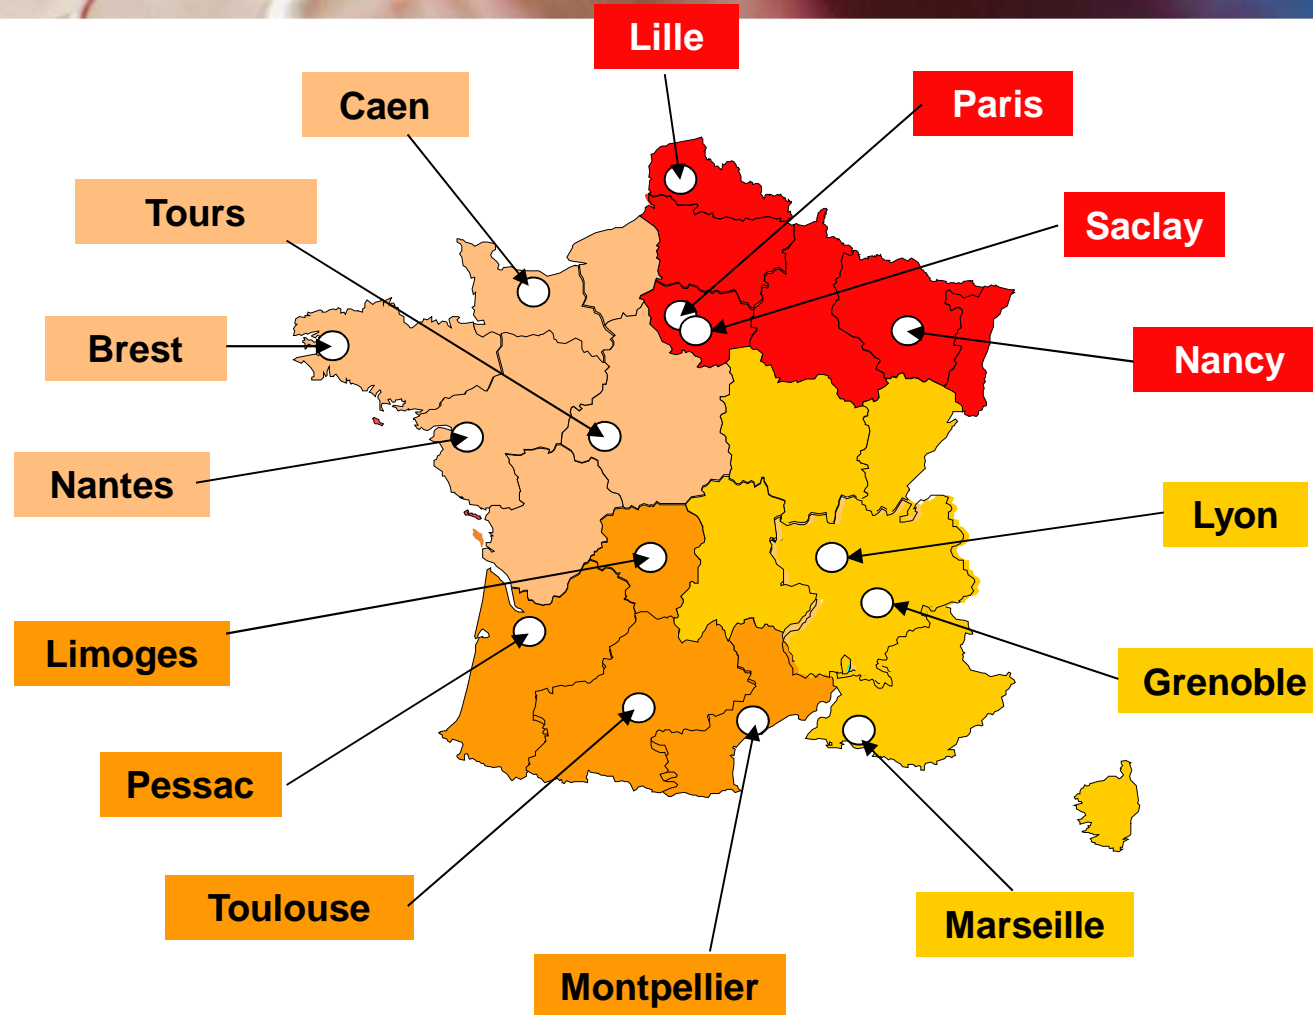 Lille
Caen
Paris
Tours
Saclay
Brest
Nancy
Nantes
Lyon
Limoges
Grenoble
Pessac
Toulouse
Marseille
Montpellier